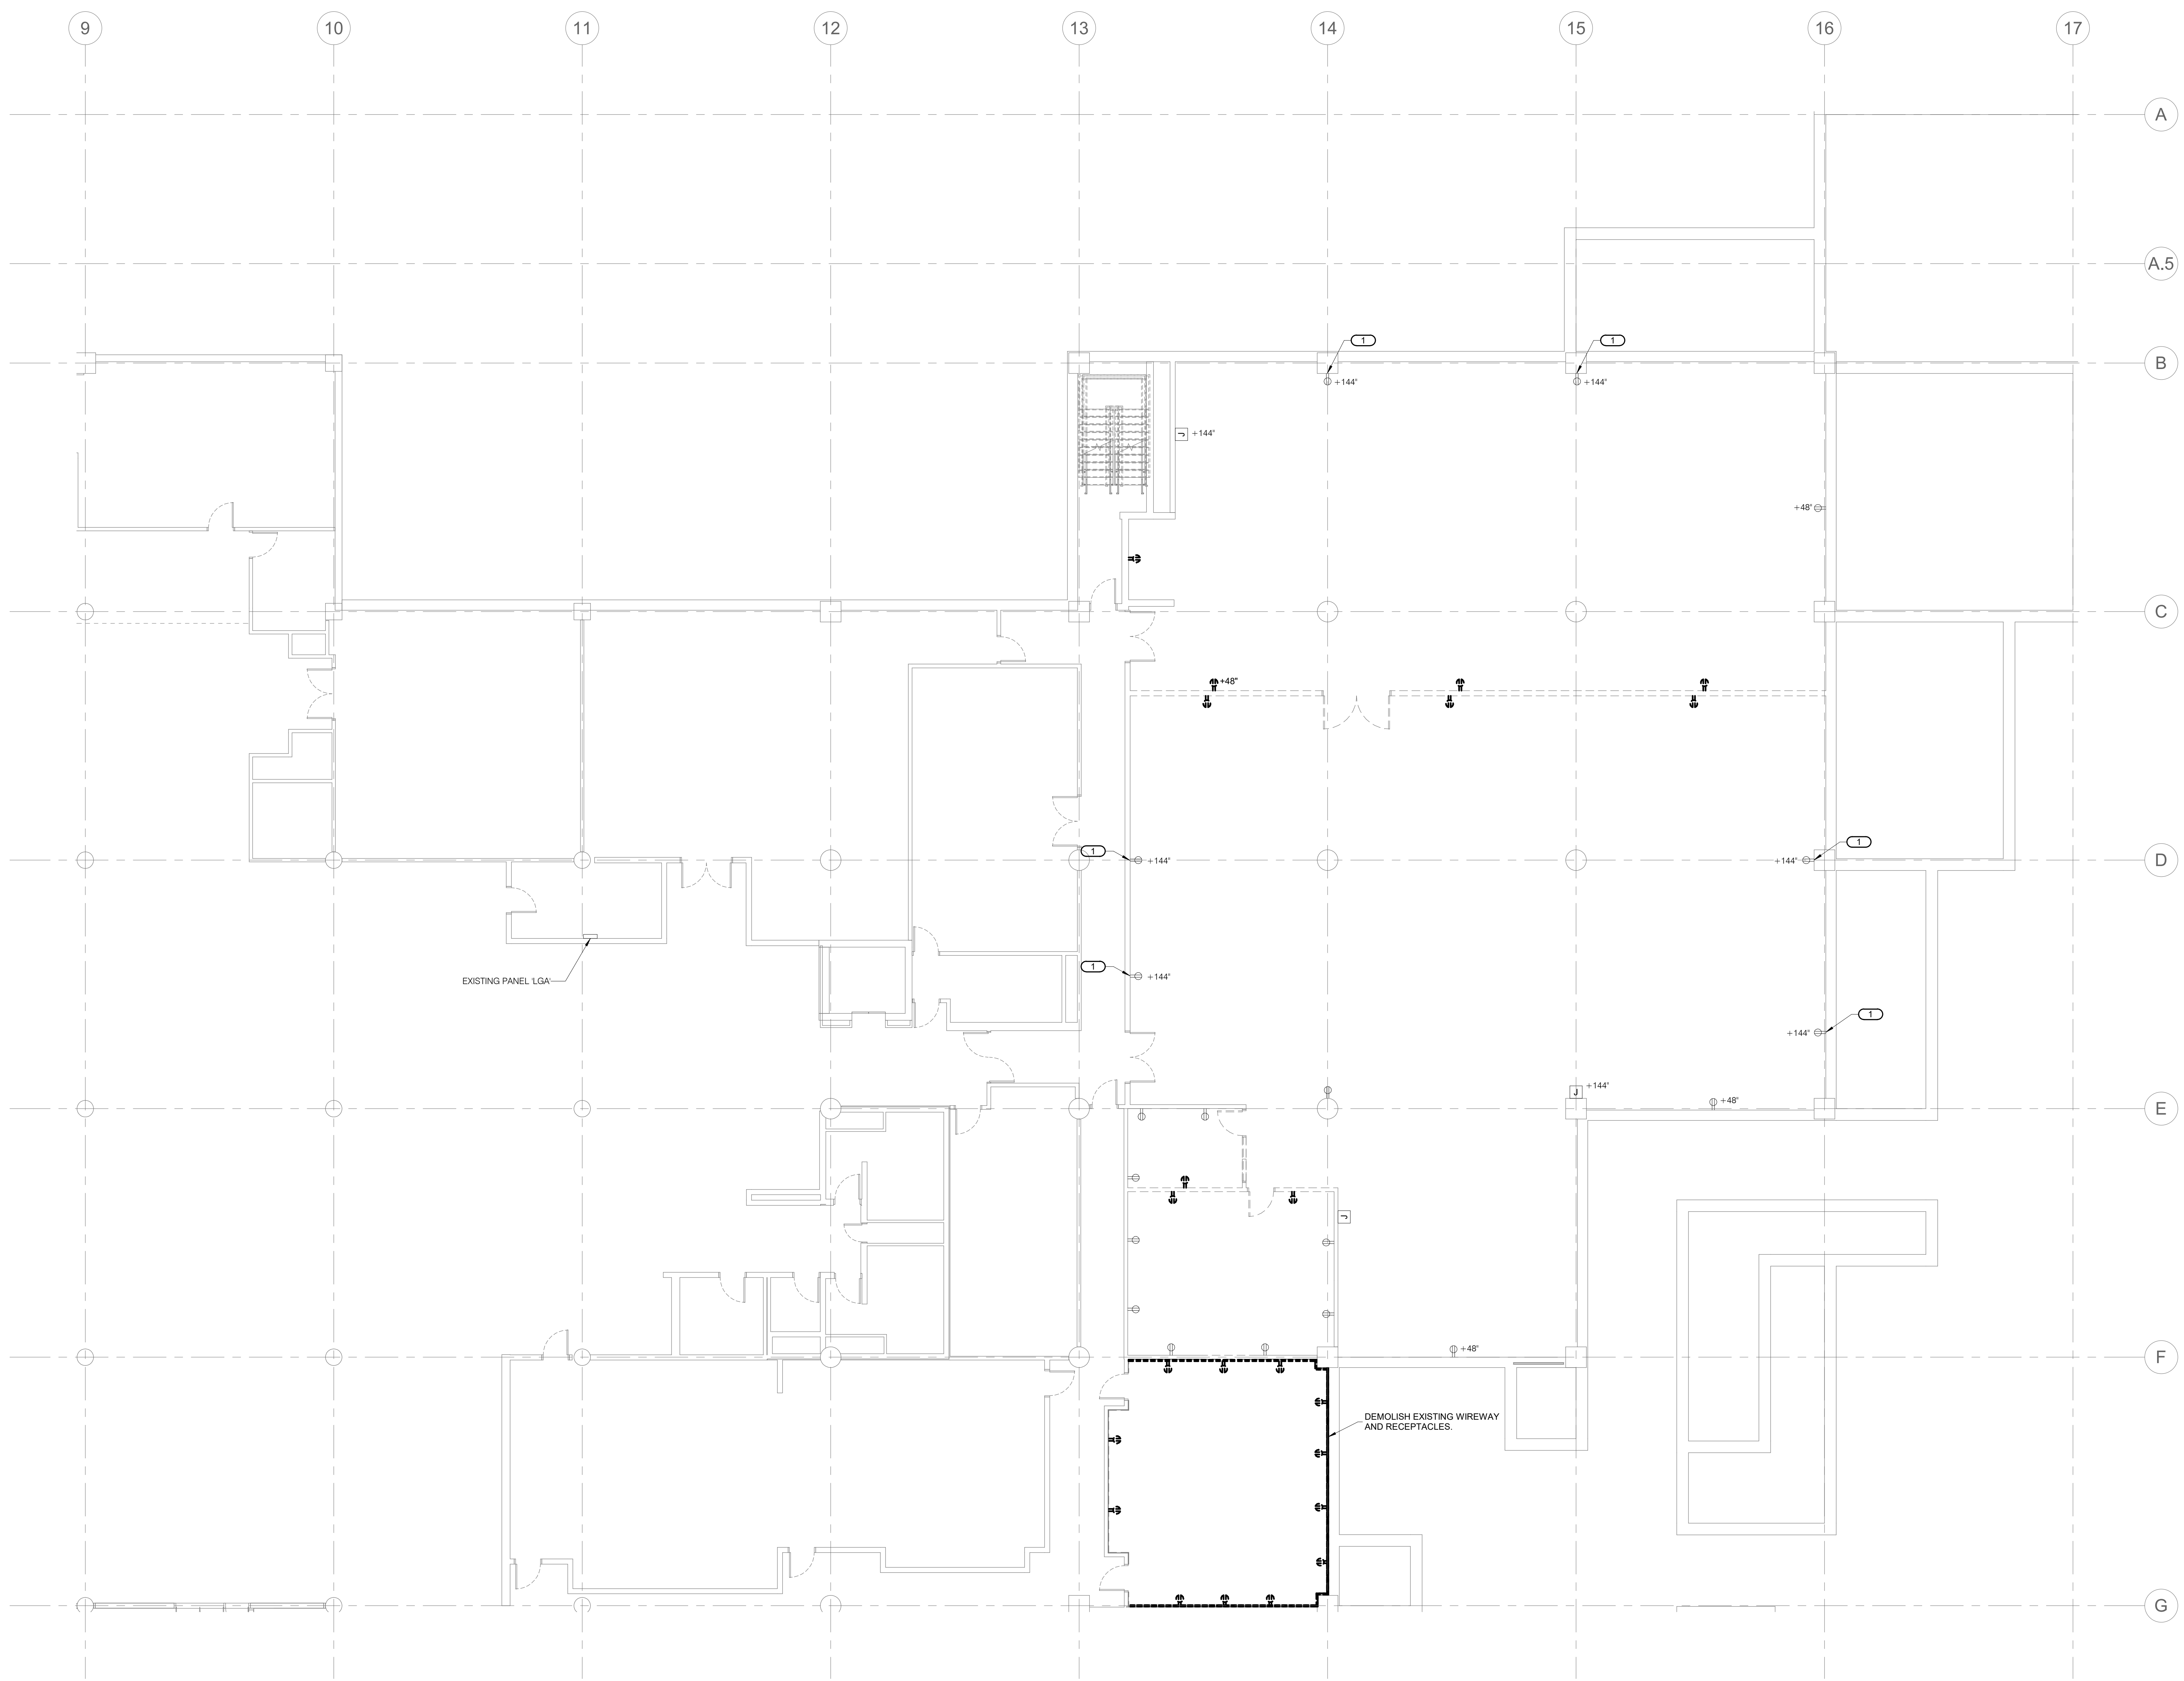 9 10 11 12 13 14 15 16 17
A
A.5
1 1
B
+144" +144"
J +144"
+48"
C
+48"
1
1
+144" +144"
D
1
+144"
EXISTING PANEL 'LGA'
1
+144"
J +144"
+48"
E
J
+48"
F
DEMOLISH EXISTING WIREWAY
AND RECEPTACLES.
G